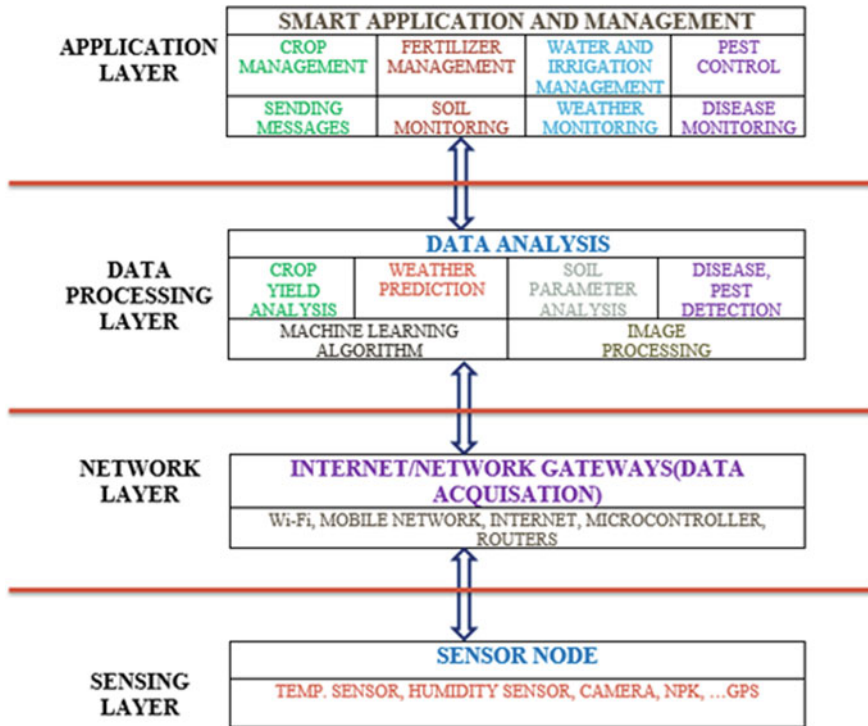 SMART APPLICATION AND MANAGEMENT
APPLICATION
LAYER
CROP
MANAGEMENT
FERTILIZER
MANAGEMENT
WATER AND
IRRIGATION
MANAGEMENT
PEST
CONTROL
SENDING
MESSAGES
SOIL
MONITORING
WEATHER
MONITORING
DISEASE
MONITORING
DATA
PROCESSING
LAYER
DATA ANALYSIS
CROP
YIELD
ANALYSIS
WEATHER
PREDICTION
SOIL
PARAMETER
ANALYSIS
DISEASE,
PEST
DETECTION
MACHINE LEARNING
ALGORITHM
IMAGE
PROCESSING
NETWORK
LAYER
INTERNET/NETWORK GATEWAYS(DATA
ACQUISATION)
Wi-Fi, MOBILE NETWORK, INTERNET, MICROCONTROLLER,
ROUTERS
SENSING
LAYER
SENSOR NODE
TEMP. SENSOR, HUMIDITY SENSOR, CAMERA, NPK, …GPS